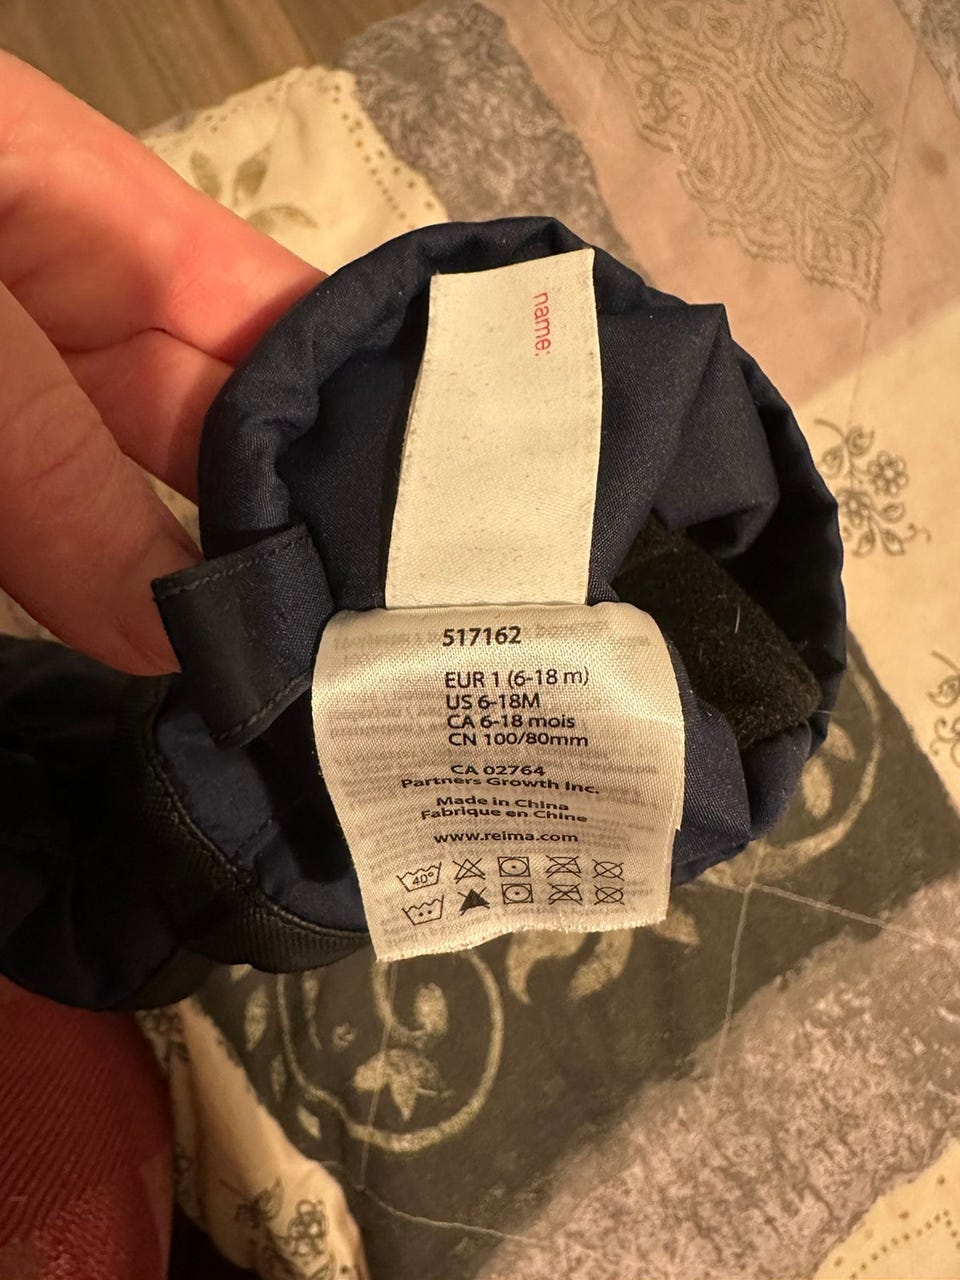 name:
517162
EUR 1 (6-18 m)
US 6-18M
CA 6-18 mois
CN 100/80mm
CA 02764
Partners Growth Inc.
Made in China
Fabrique en Chine
www.reima.com
40°